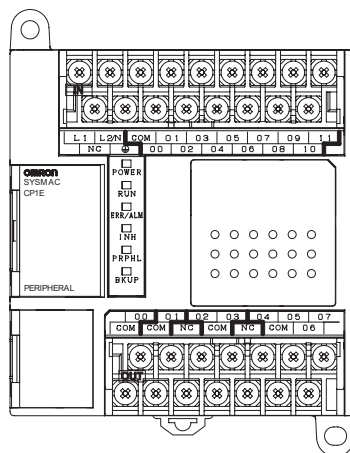 IN
L1 L2/N COM 01 03 05 07 09 11
NC 00 02 04 06 08 10
OMRON
SYSMAC
CP1E
POWER
RUN
ERR/ALM
INH
PRPHL
BKUP
PERIPHERAL
00 01 02 03 04 05 07
COM COM NC COM NC COM 06
OUT